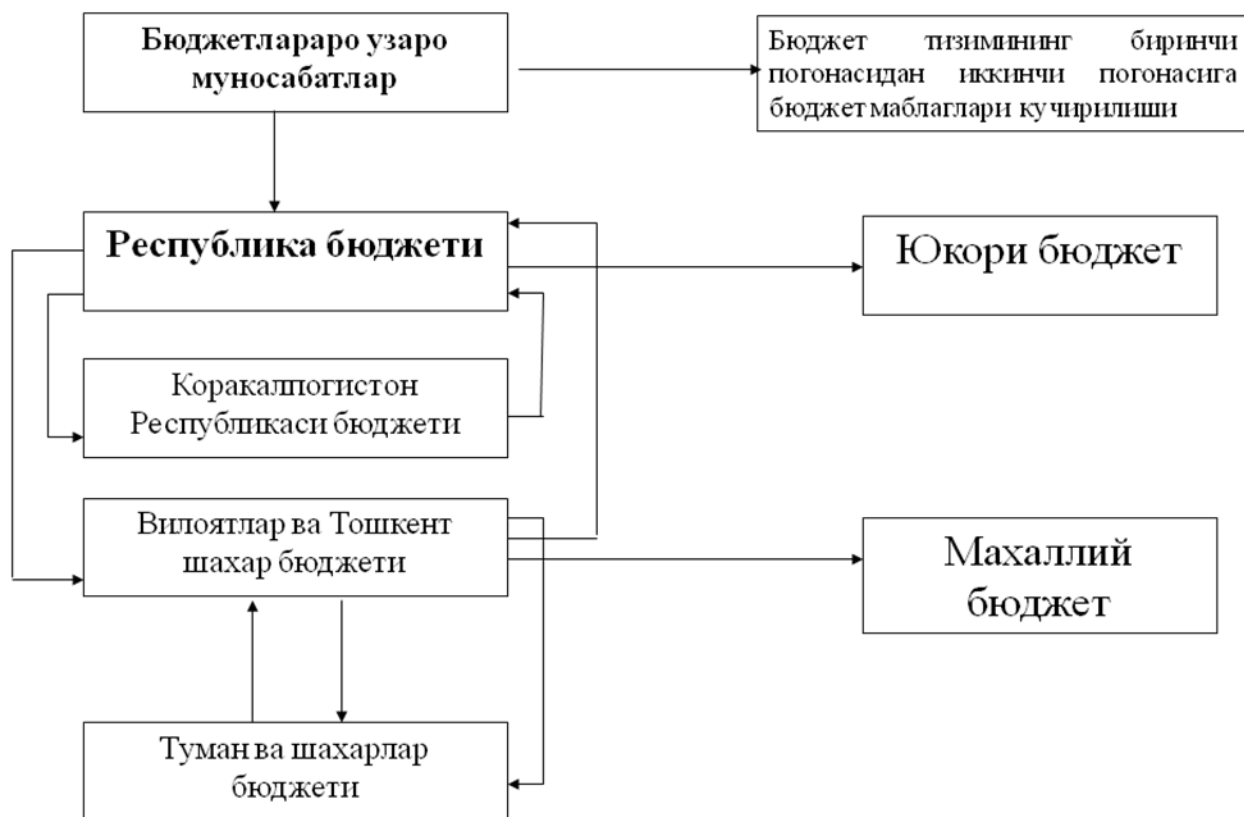 Бюджетлараро узаро
муносабатлар
Бюджет тизимининг биринчи
погонасидан иккинчи погонасига
бюджет маблаглари кучирилиши
Республика бюджети
Юкори бюджет
Коракалпогистон
Республикаси бюджети
Вилоятлар ва Тошкент
шахар бюджети
Махаллий
бюджет
Туман ва шахарлар
бюджети